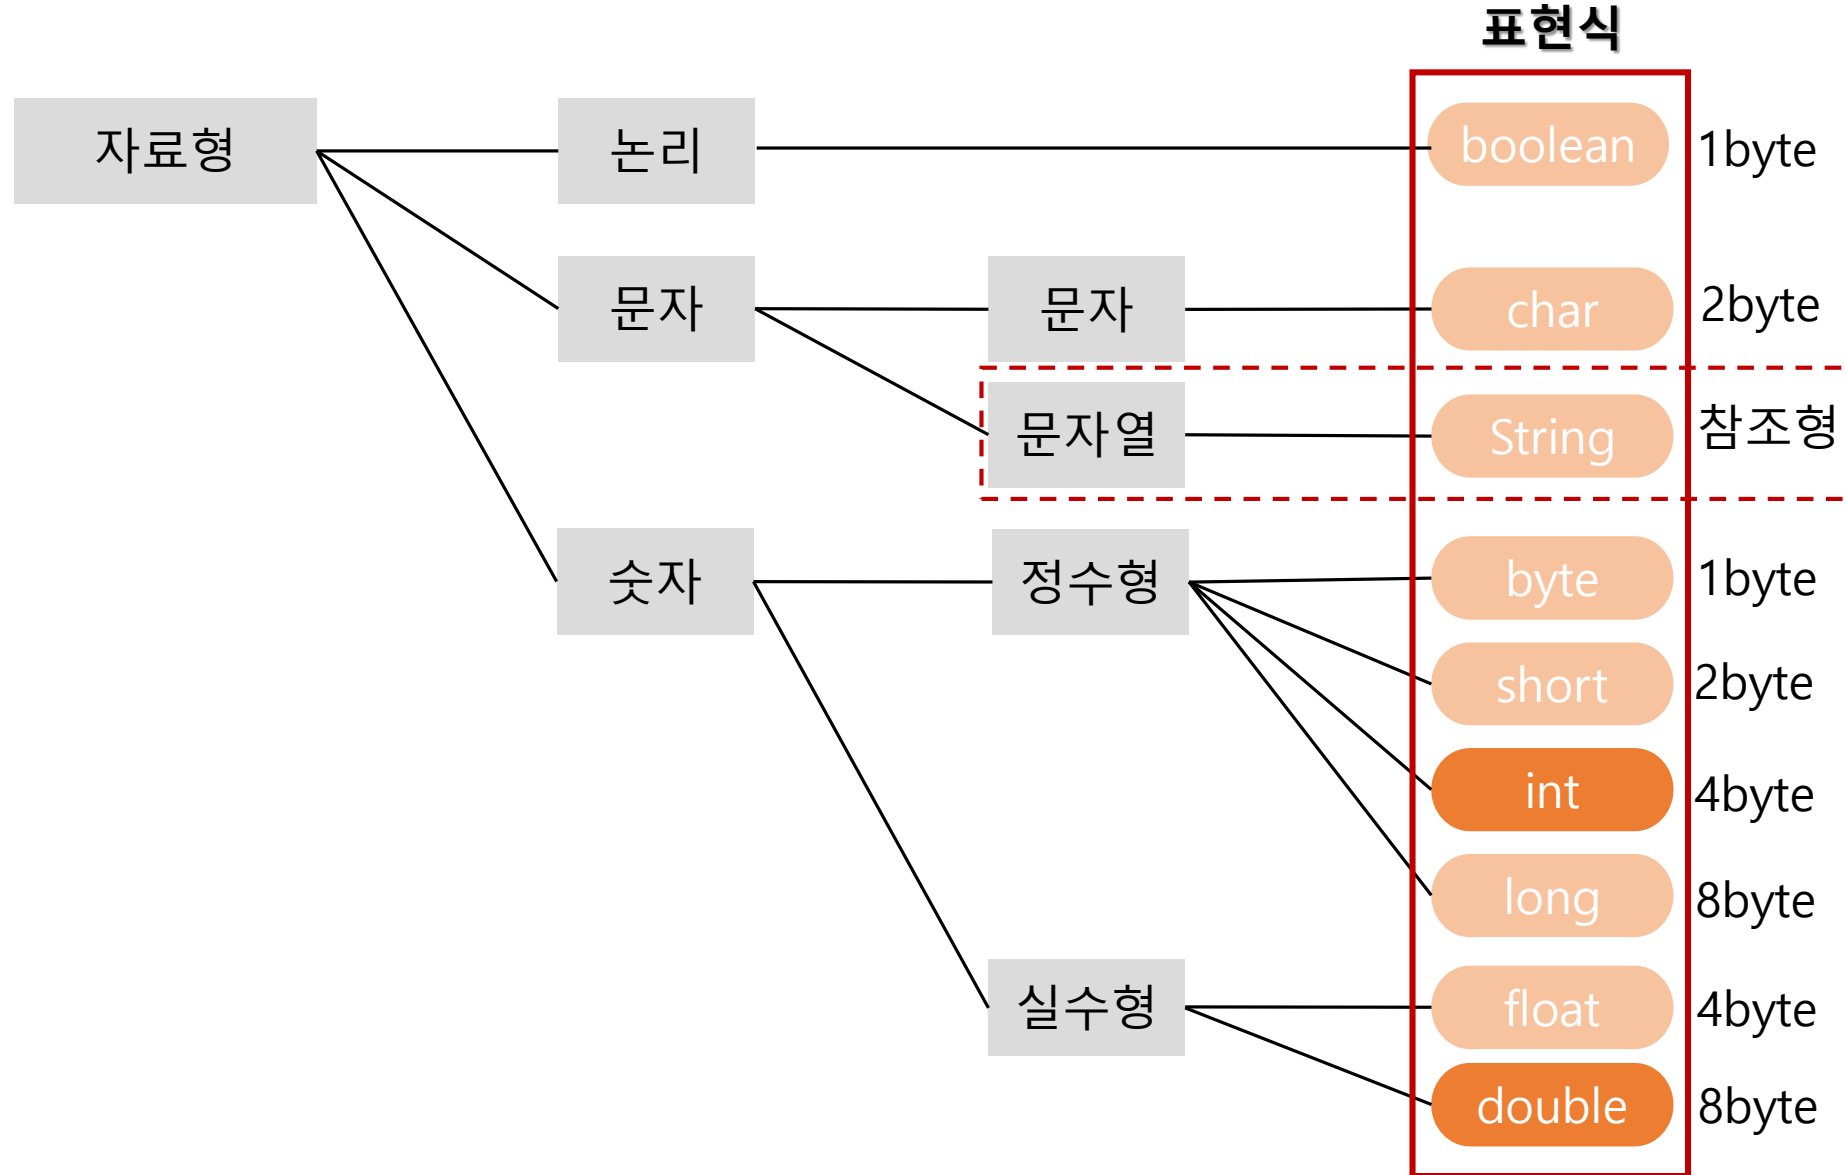 표현식
자료형
논리
boolean
1byte
문자
문자
char
2byte
문자열
String
참조형
숫자
정수형
byte
1byte
short
2byte
int
4byte
long
8byte
실수형
float
4byte
double
8byte